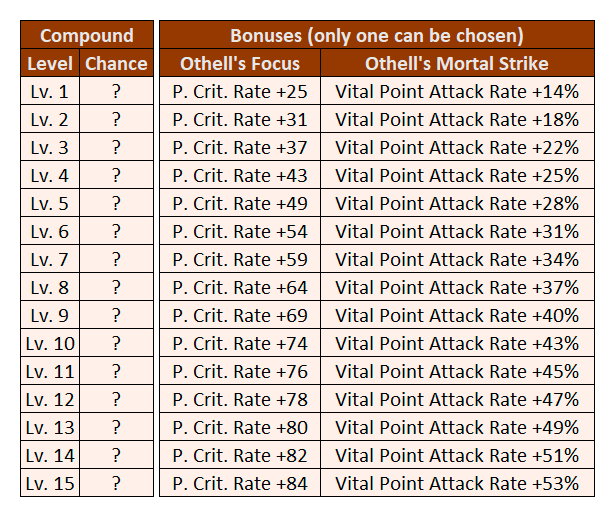 Compound Bonuses (only one can be chosen)
Level Chance Othell's Focus Othell's Mortal Strike
Lv. 1 ? P. Crit. Rate +25 Vital Point Attack Rate +14%
Lv. 2 ? P. Crit. Rate +31 Vital Point Attack Rate +18%
Lv. 3 ? P. Crit. Rate +37 Vital Point Attack Rate +22%
Lv. 4 ? P. Crit. Rate +43 Vital Point Attack Rate +25%
Lv. 5 ? P. Crit. Rate +49 Vital Point Attack Rate +28%
Lv. 6 ? P. Crit. Rate +54 Vital Point Attack Rate +31%
Lv. 7 ? P. Crit. Rate +59 Vital Point Attack Rate +34%
Lv. 8 ? P. Crit. Rate +64 Vital Point Attack Rate +37%
Lv. 9 ? P. Crit. Rate +69 Vital Point Attack Rate +40%
Lv. 10 ? P. Crit. Rate +74 Vital Point Attack Rate +43%
Lv. 11 ? P. Crit. Rate +76 Vital Point Attack Rate +45%
Lv. 12 ? P. Crit. Rate +78 Vital Point Attack Rate +47%
Lv. 13 ? P. Crit. Rate +80 Vital Point Attack Rate +49%
Lv. 14 ? P. Crit. Rate +82 Vital Point Attack Rate +51%
Lv. 15 ? P. Crit. Rate +84 Vital Point Attack Rate +53%